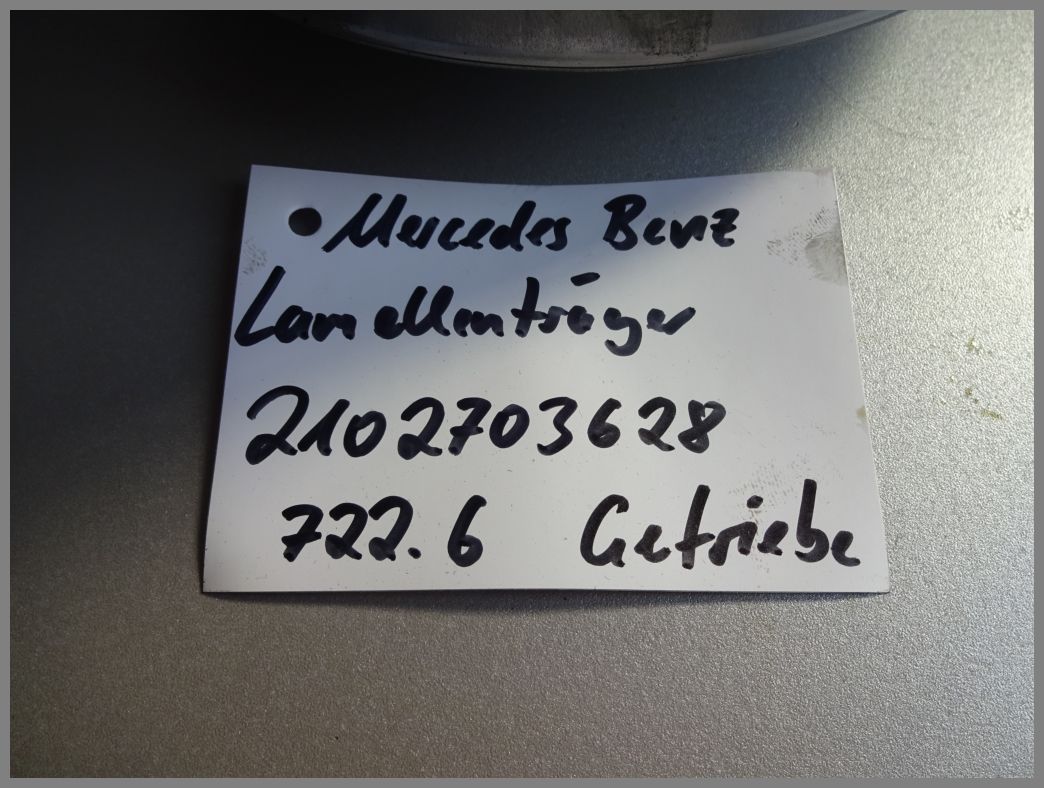 Mercedes Benz
Lamellenträger
2102703628
722.6 Getriebe